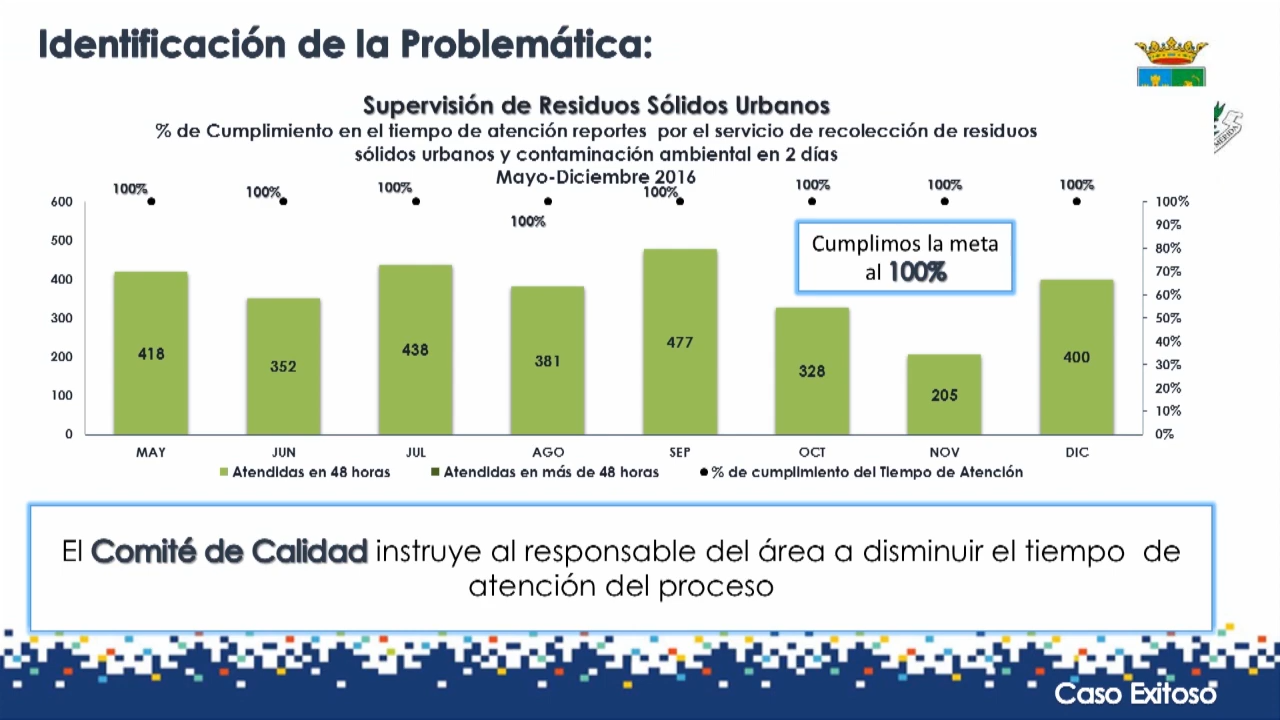 Identificación de la Problemática:
Supervisión de Residuos Sólidos Urbanos
% de Cumplimiento en el tiempo de atención reportes por el servicio de recolección de residuos
sólidos urbanos y contaminación ambiental en 2 días
Mayo-Diciembre 2016
MÉRIDA
100% 100% 100% 100% 100% 100% 100% 100%
600 500 400 300 200 100 0
100% 90% 80% 70% 60% 50% 40% 30% 20% 10% 0%
Cumplimos la meta
al 100%
418 352 438 381 477 328 205 400
MAY JUN JUL AGO SEP OCT NOV DIC
Atendidas en 48 horas Atendidas en más de 48 horas % de cumplimiento del Tiempo de Atención
El Comité de Calidad instruye al responsable del área a disminuir el tiempo de
atención del proceso
Caso Exitoso